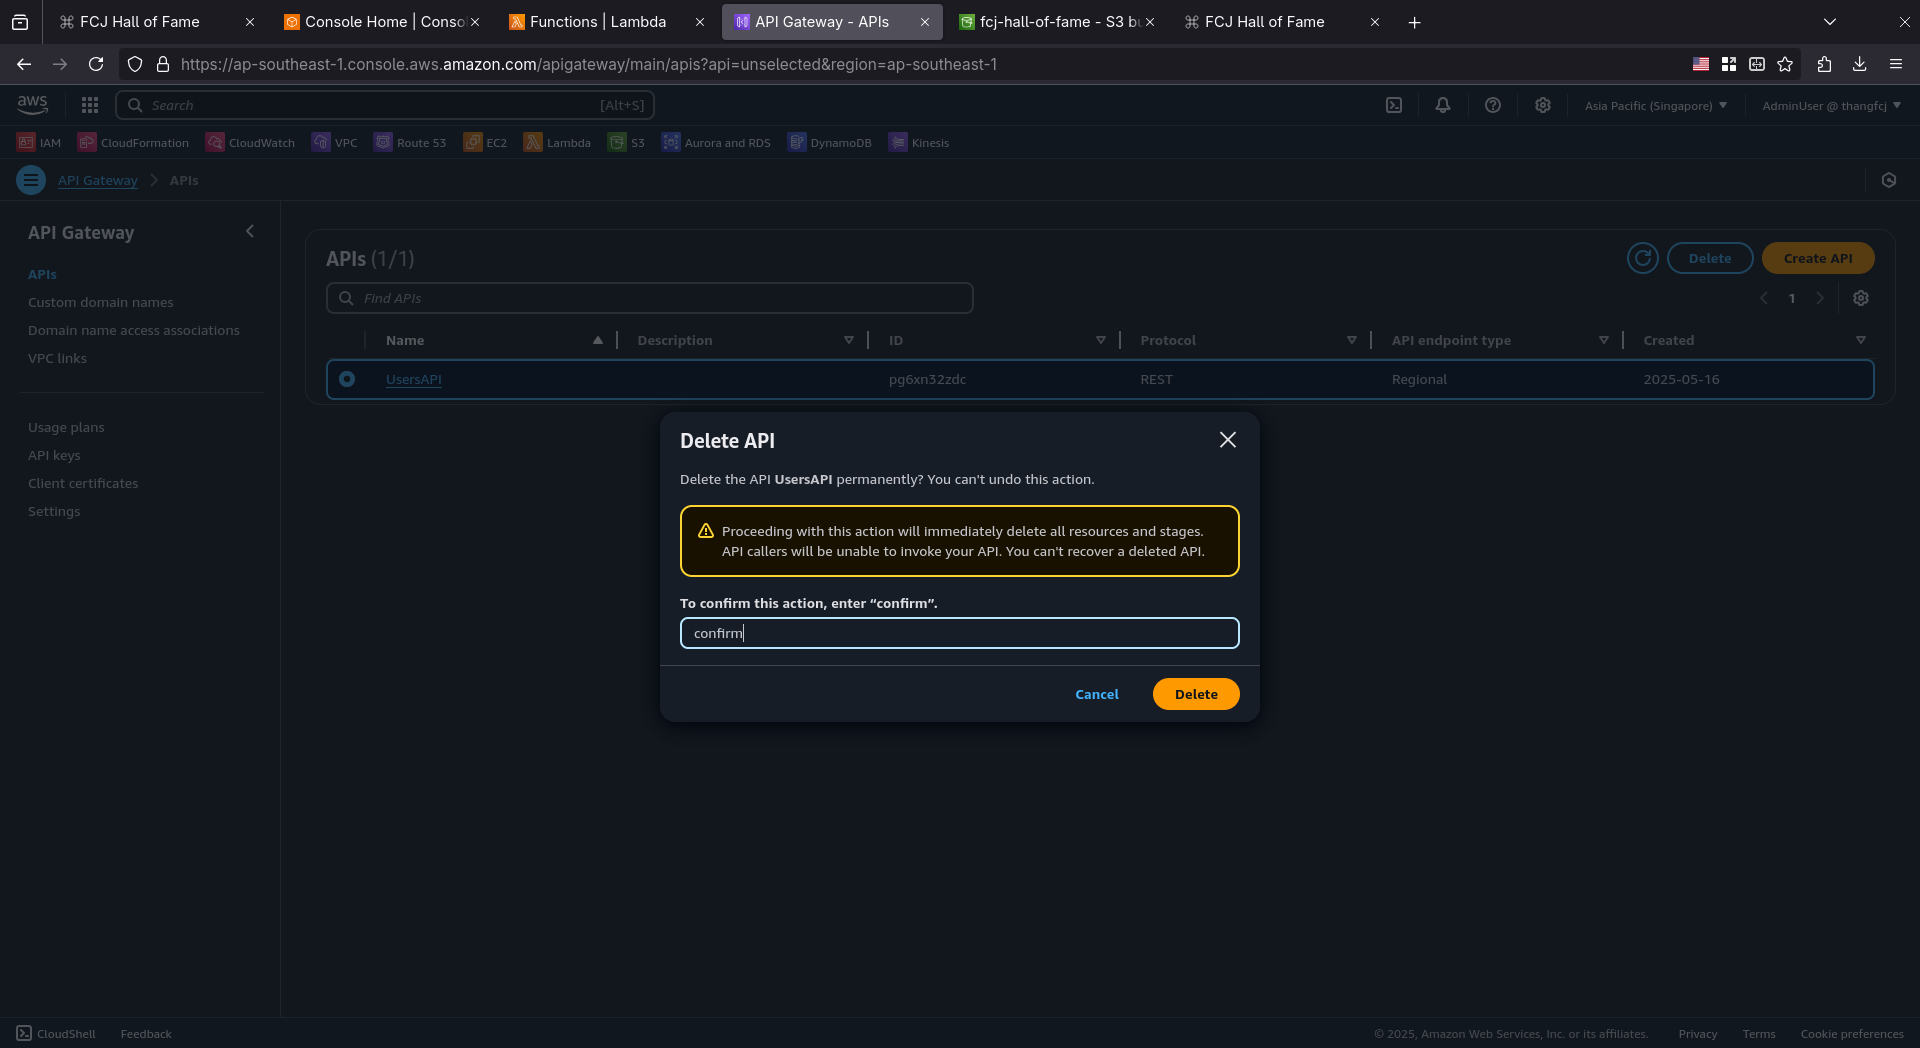 FCJ Hall of Fame
Console Home | Conso
Functions | Lambda
API Gateway - APIs
fcj-hall-of-fame - S3 bu
FCJ Hall of Fame
https://ap-southeast-1.console.aws.amazon.com/apigateway/main/apis?api=unselected&region=ap-southeast-1
aws
Search
[Alt+S]
Asia Pacific (Singapore)
AdminUser @ thangfcj
IAM
CloudFormation
CloudWatch
VPC
Route 53
EC2
Lambda
S3
Aurora and RDS
DynamoDB
Kinesis
API Gateway
APIs
API Gateway
APIs
Custom domain names
Domain name access associations
VPC links
Usage plans
API keys
Client certificates
Settings
APIs (1/1)
Delete
Create API
Find APIs
1
Name
Description
ID
Protocol
API endpoint type
Created
UsersAPI
pg6xn32zdc
REST
Regional
2025-05-16
Delete API
Delete the API UsersAPI permanently? You can't undo this action.
Proceeding with this action will immediately delete all resources and stages.
API callers will be unable to invoke your API. You can't recover a deleted API.
To confirm this action, enter “confirm”.
confirm
Cancel
Delete
CloudShell
Feedback
© 2025, Amazon Web Services, Inc. or its affiliates.
Privacy
Terms
Cookie preferences